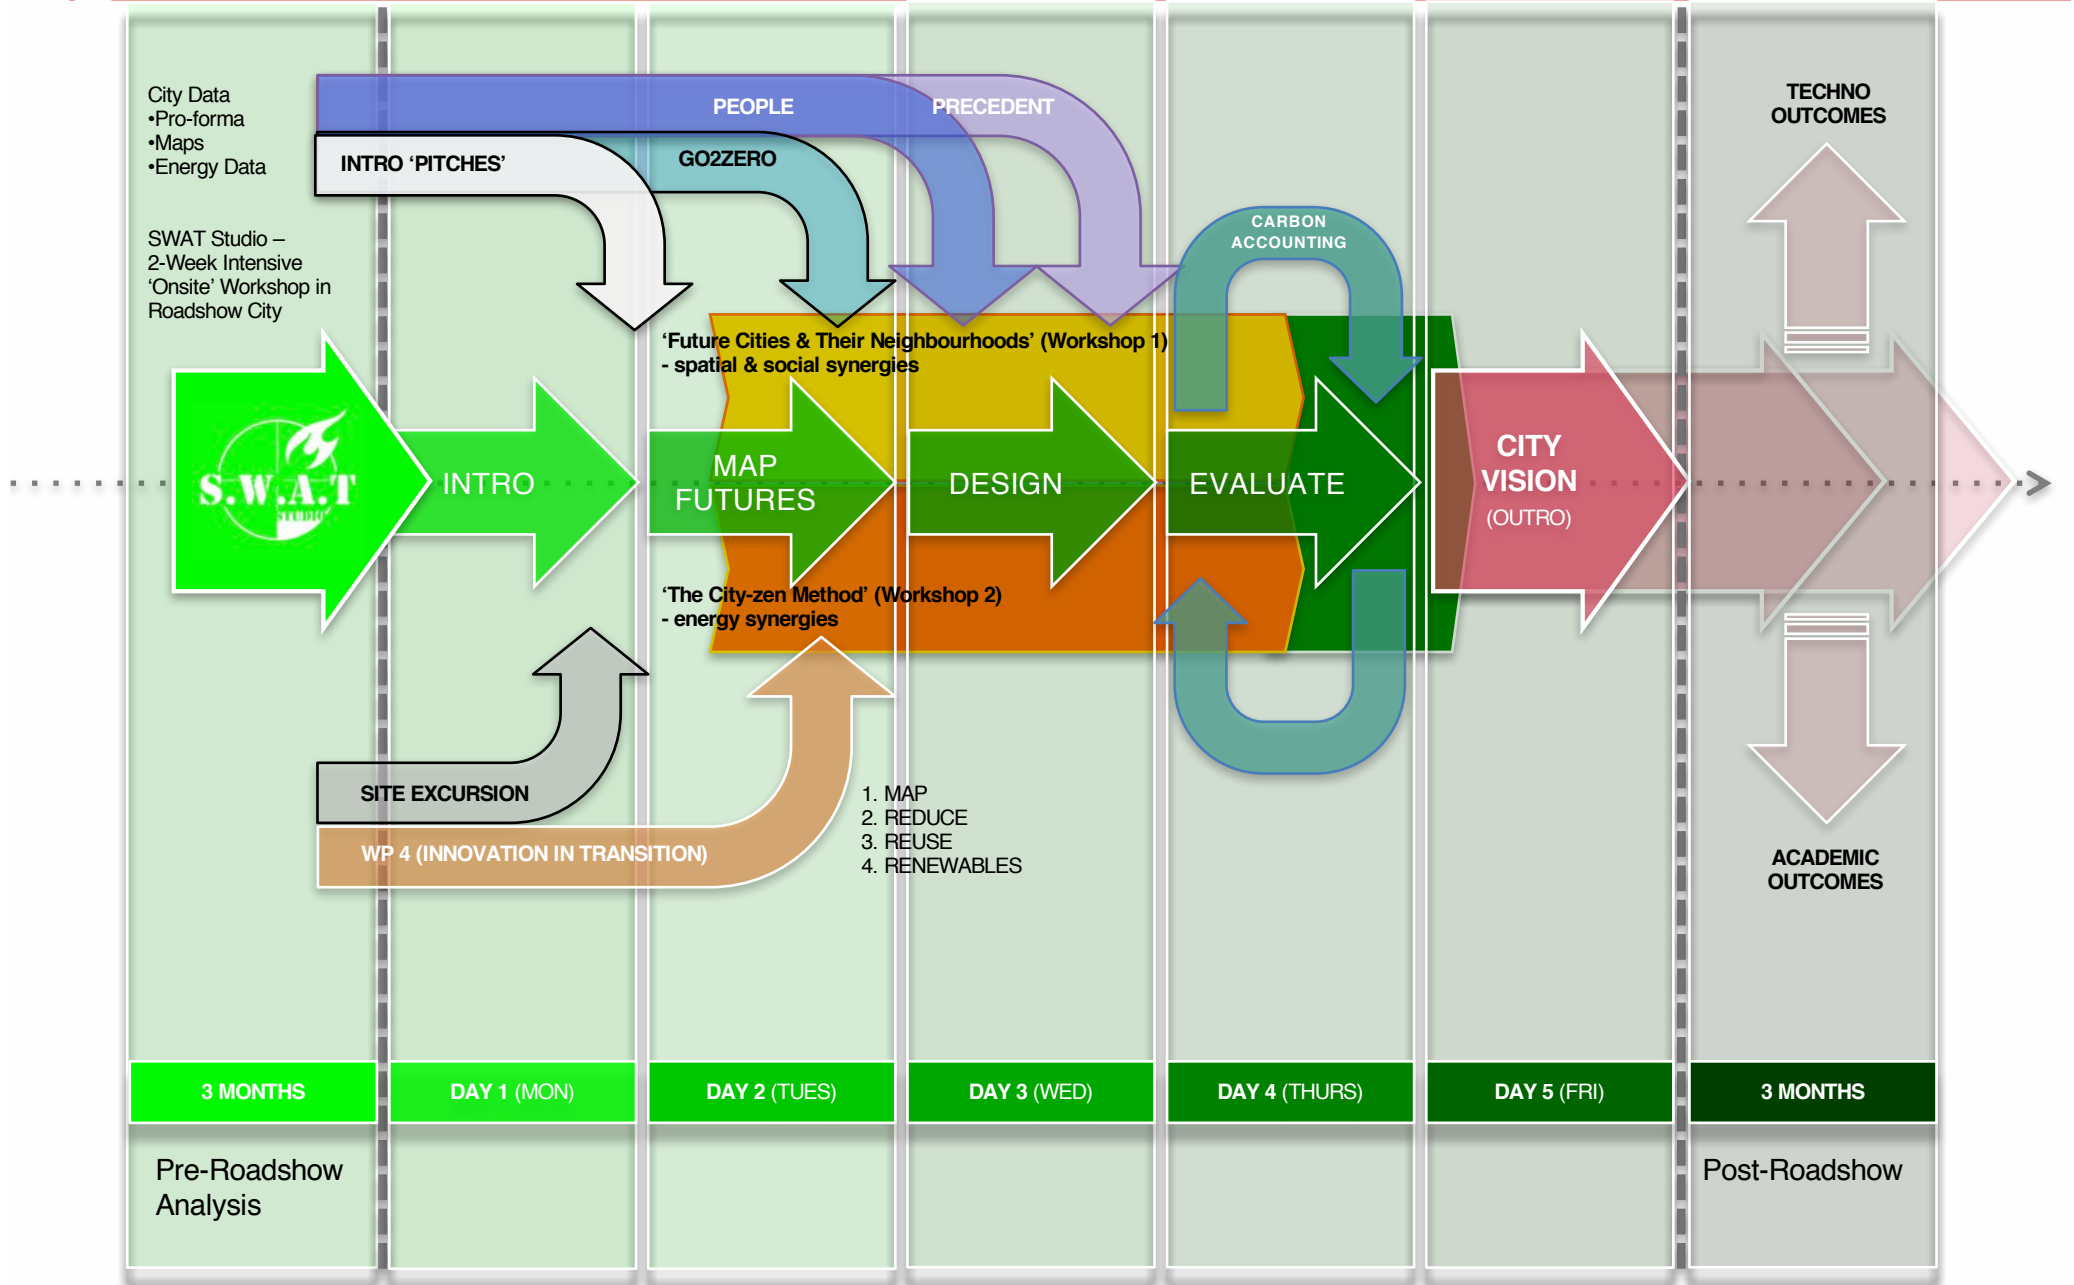 City Data
•Pro-forma
•Maps
•Energy Data
SWAT Studio –
2-Week Intensive
‘Onsite’ Workshop in
Roadshow City
PEOPLE
PRECEDENT
INTRO ‘PITCHES’
GO2ZERO
CARBON
ACCOUNTING
TECHNO
OUTCOMES
‘Future Cities & Their Neighbourhoods’ (Workshop 1)
- spatial & social synergies
S.W.A.T
INTRO
MAP
FUTURES
DESIGN
EVALUATE
CITY
VISION
(OUTRO)
‘The City-zen Method’ (Workshop 2)
- energy synergies
SITE EXCURSION
WP 4 (INNOVATION IN TRANSITION)
1. MAP
2. REDUCE
3. REUSE
4. RENEWABLES
ACADEMIC
OUTCOMES
3 MONTHS
DAY 1 (MON)
DAY 2 (TUES)
DAY 3 (WED)
DAY 4 (THURS)
DAY 5 (FRI)
3 MONTHS
Pre-Roadshow
Analysis
Post-Roadshow